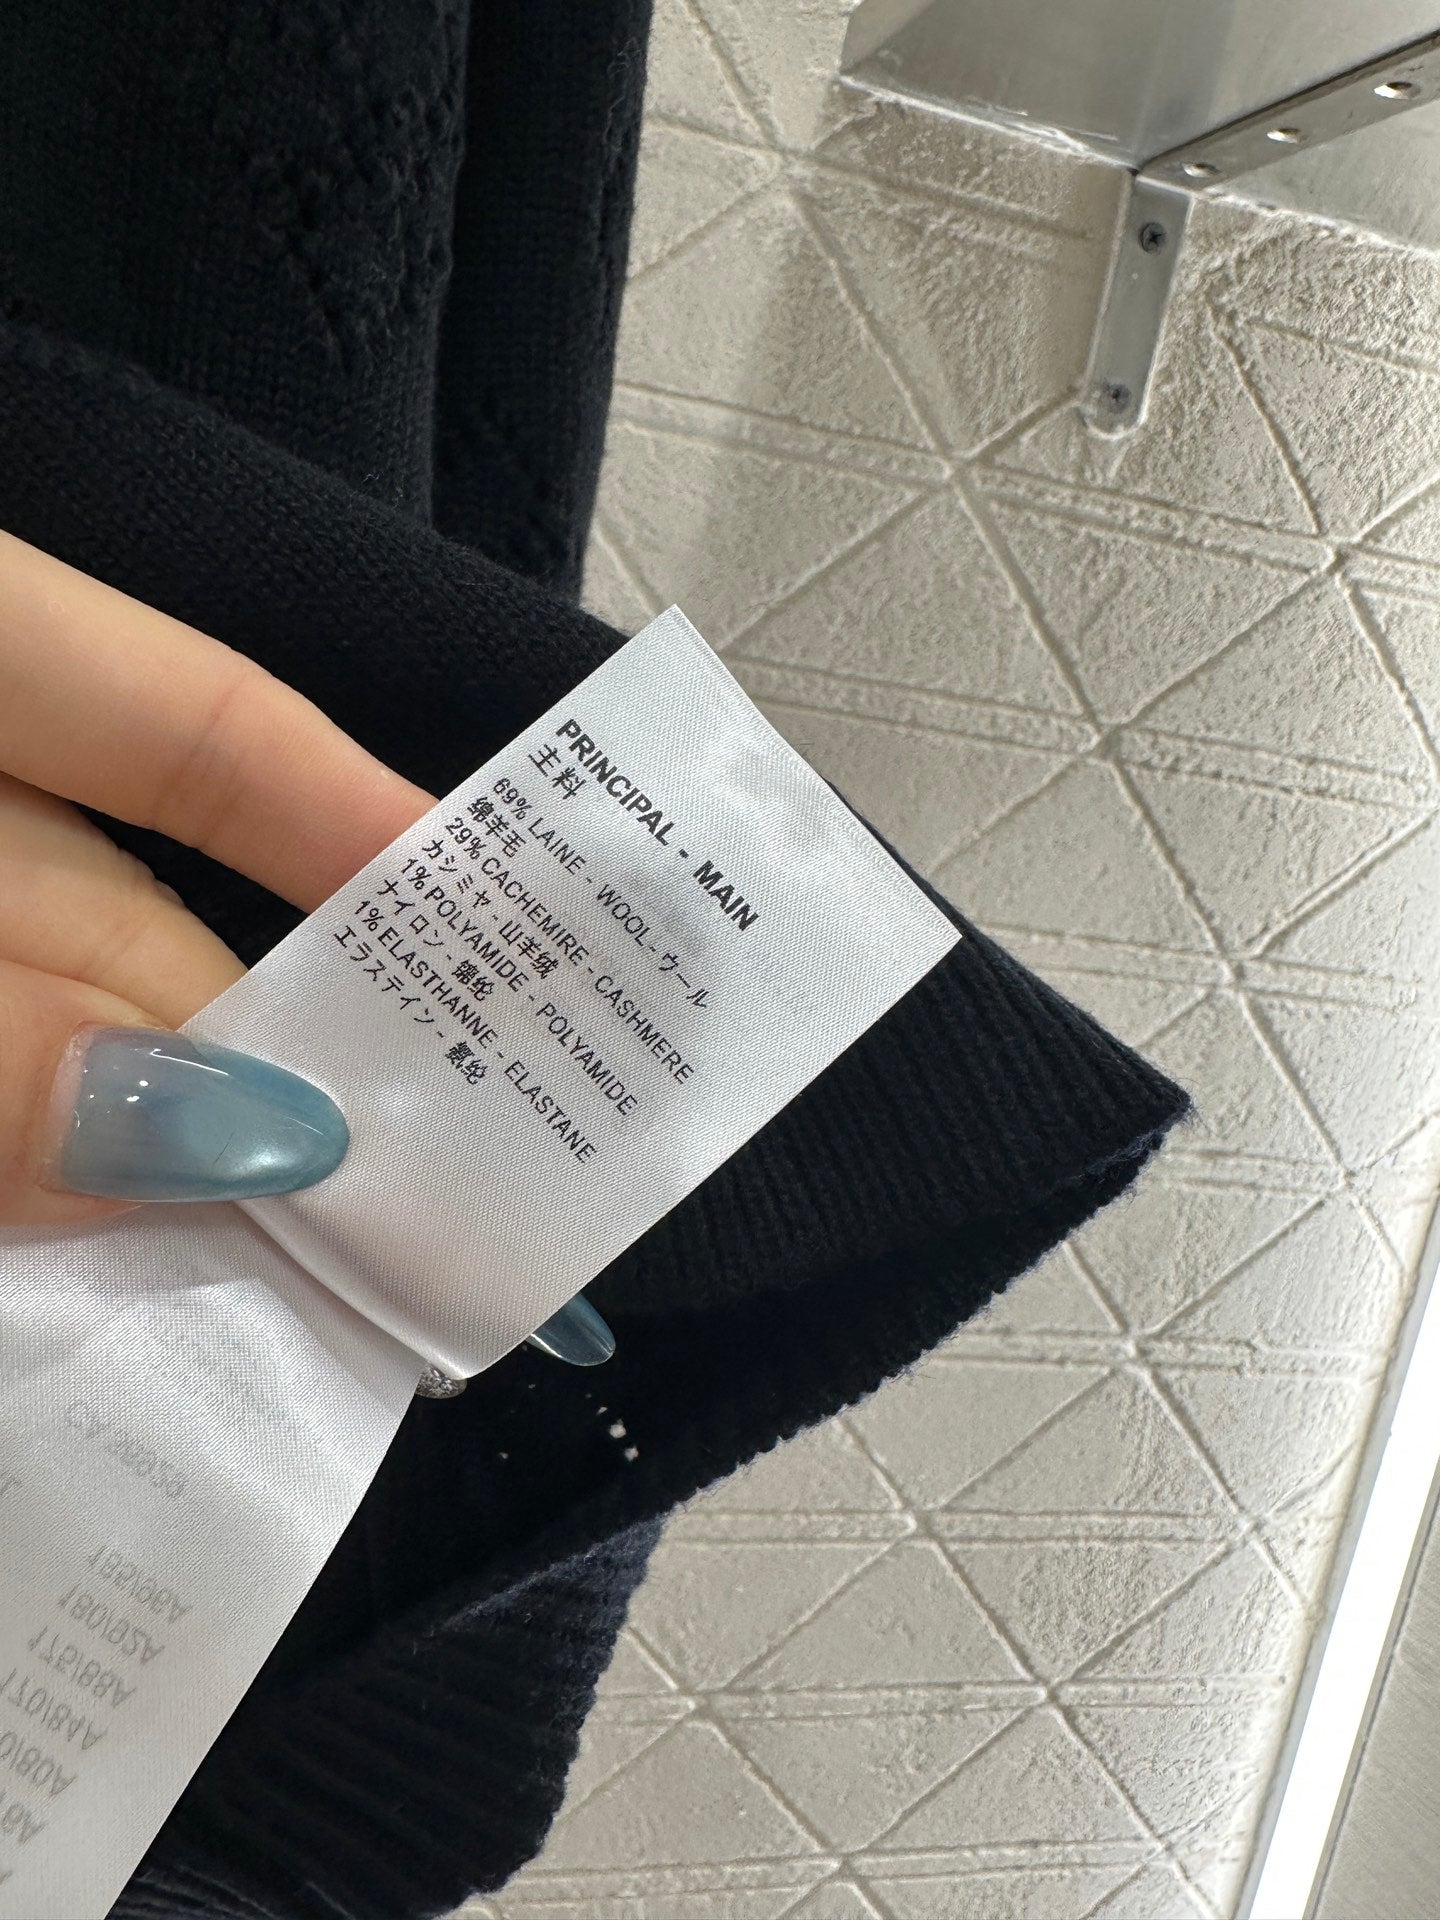 PRINCIPAL - MAIN
主料
69% LAINE - WOOL - ウール
绵羊毛
29% CACHEMIRE - CASHMERE
カシミヤ - 山羊绒
1% POLYAMIDE - POLYAMIDE
ナイロン - 锦纶
1% ELASTHANNE - ELASTANE
エラステイン - 氨纶